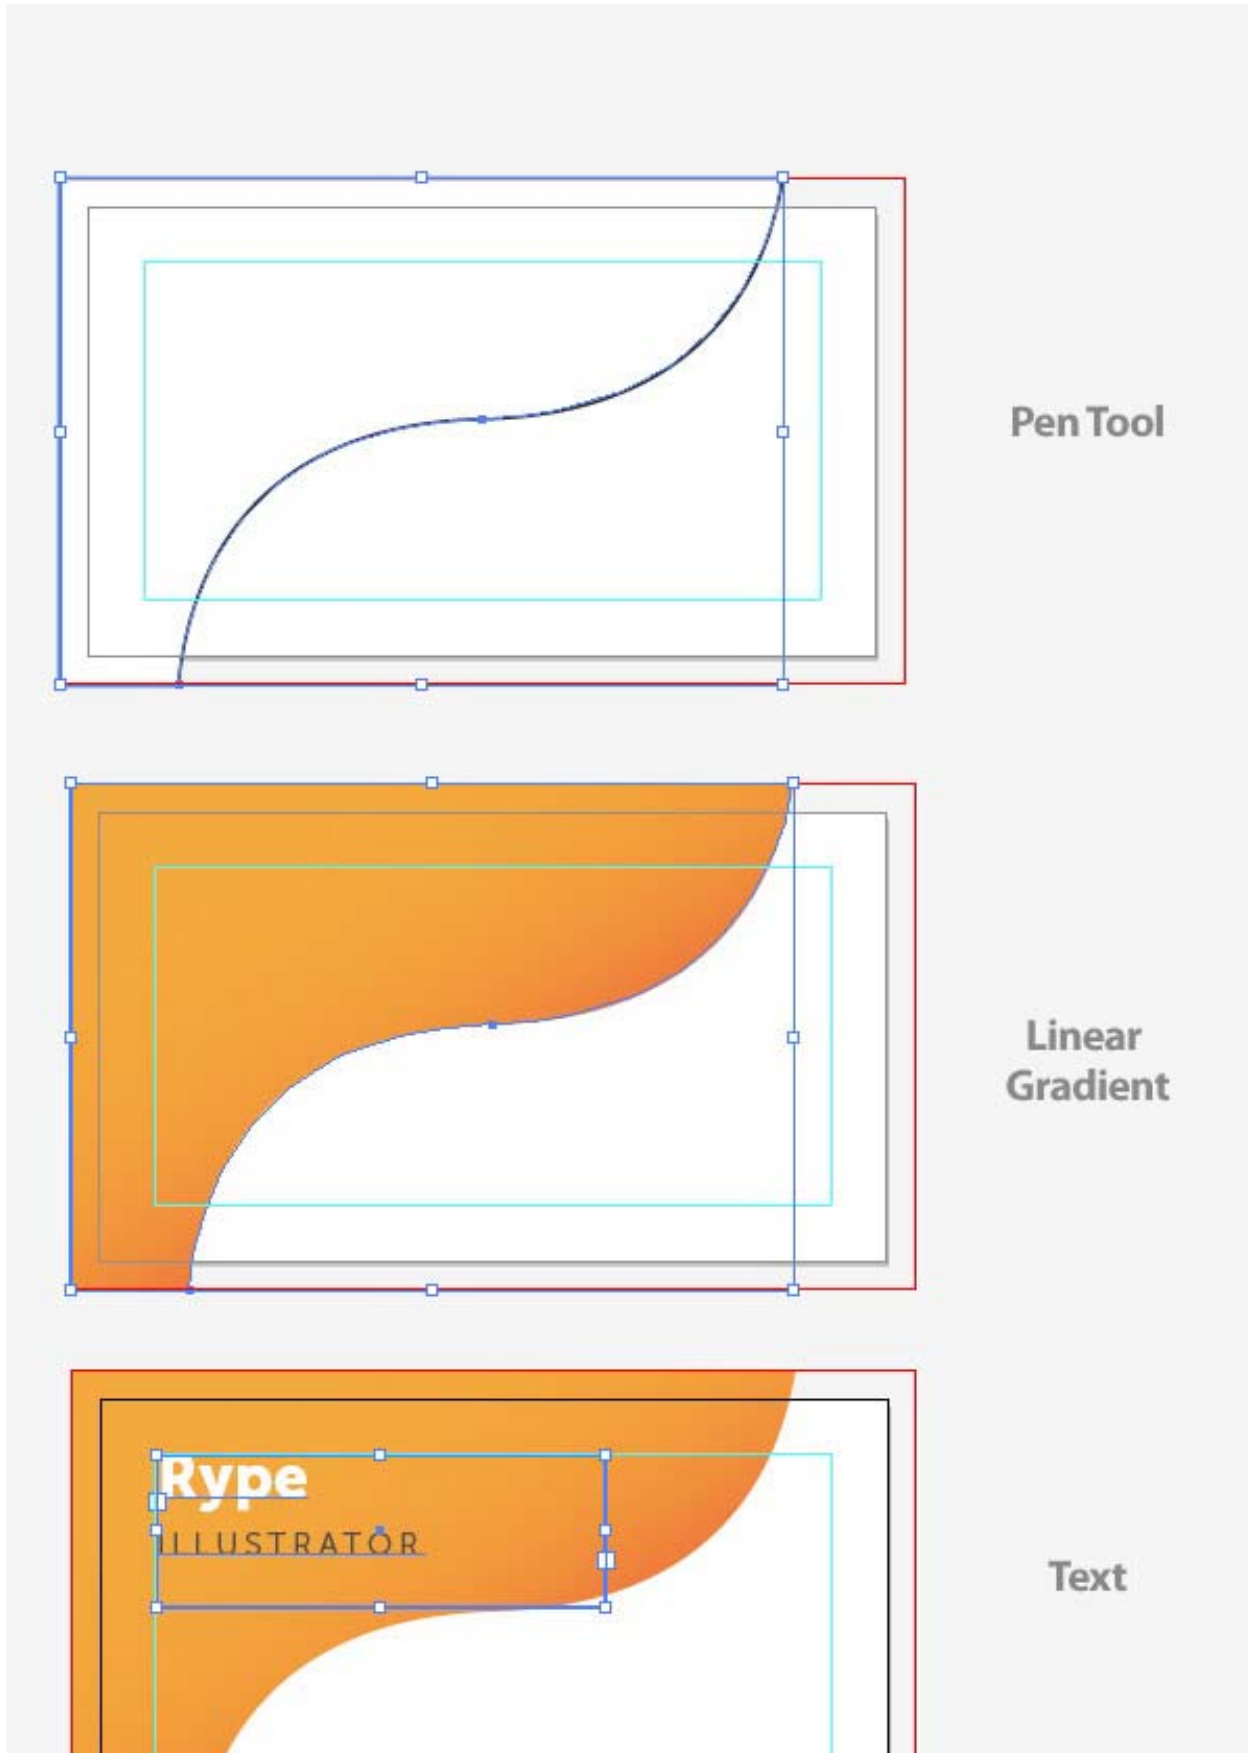 Pen Tool
Linear
Gradient
Rype
ILLUSTRATOR
Text